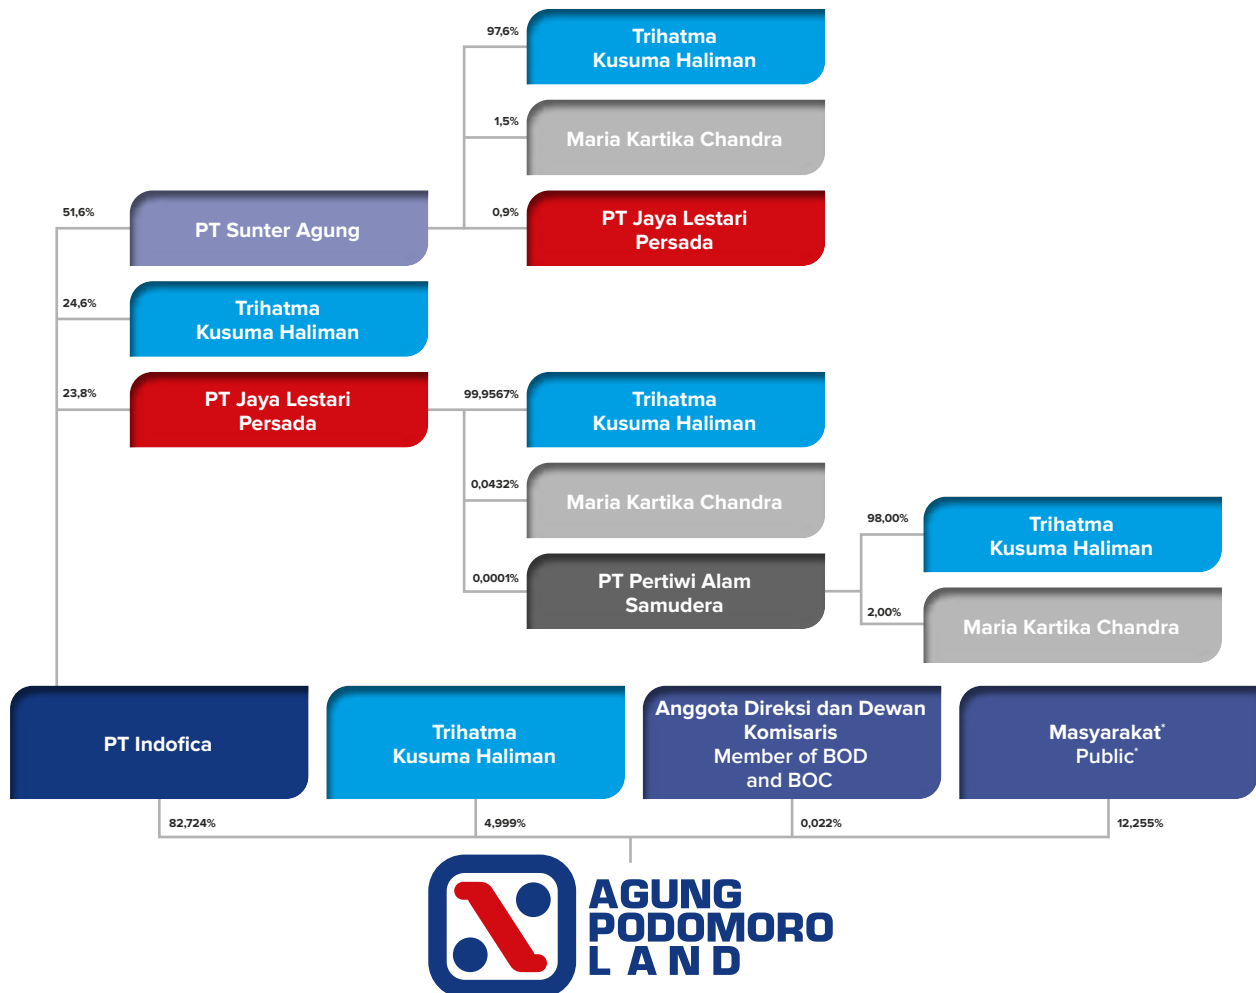 97,6%
Trihatma
Kusuma Haliman
1,5%
Maria Kartika Chandra
51,6%
PT Sunter Agung
0,9%
PT Jaya Lestari
Persada
24,6%
Trihatma
Kusuma Haliman
23,8%
PT Jaya Lestari
Persada
99,9567%
Trihatma
Kusuma Haliman
0,0432%
Maria Kartika Chandra
0,0001%
PT Pertiwi Alam
Samudera
98,00%
Trihatma
Kusuma Haliman
2,00%
Maria Kartika Chandra
PT Indofica
Trihatma
Kusuma Haliman
Anggota Direksi dan Dewan
Komisaris
Member of BOD
and BOC
Masyarakat*
Public*
82,724%
4,999%
0,022%
12,255%
AGUNG
PODOMORO
LAND